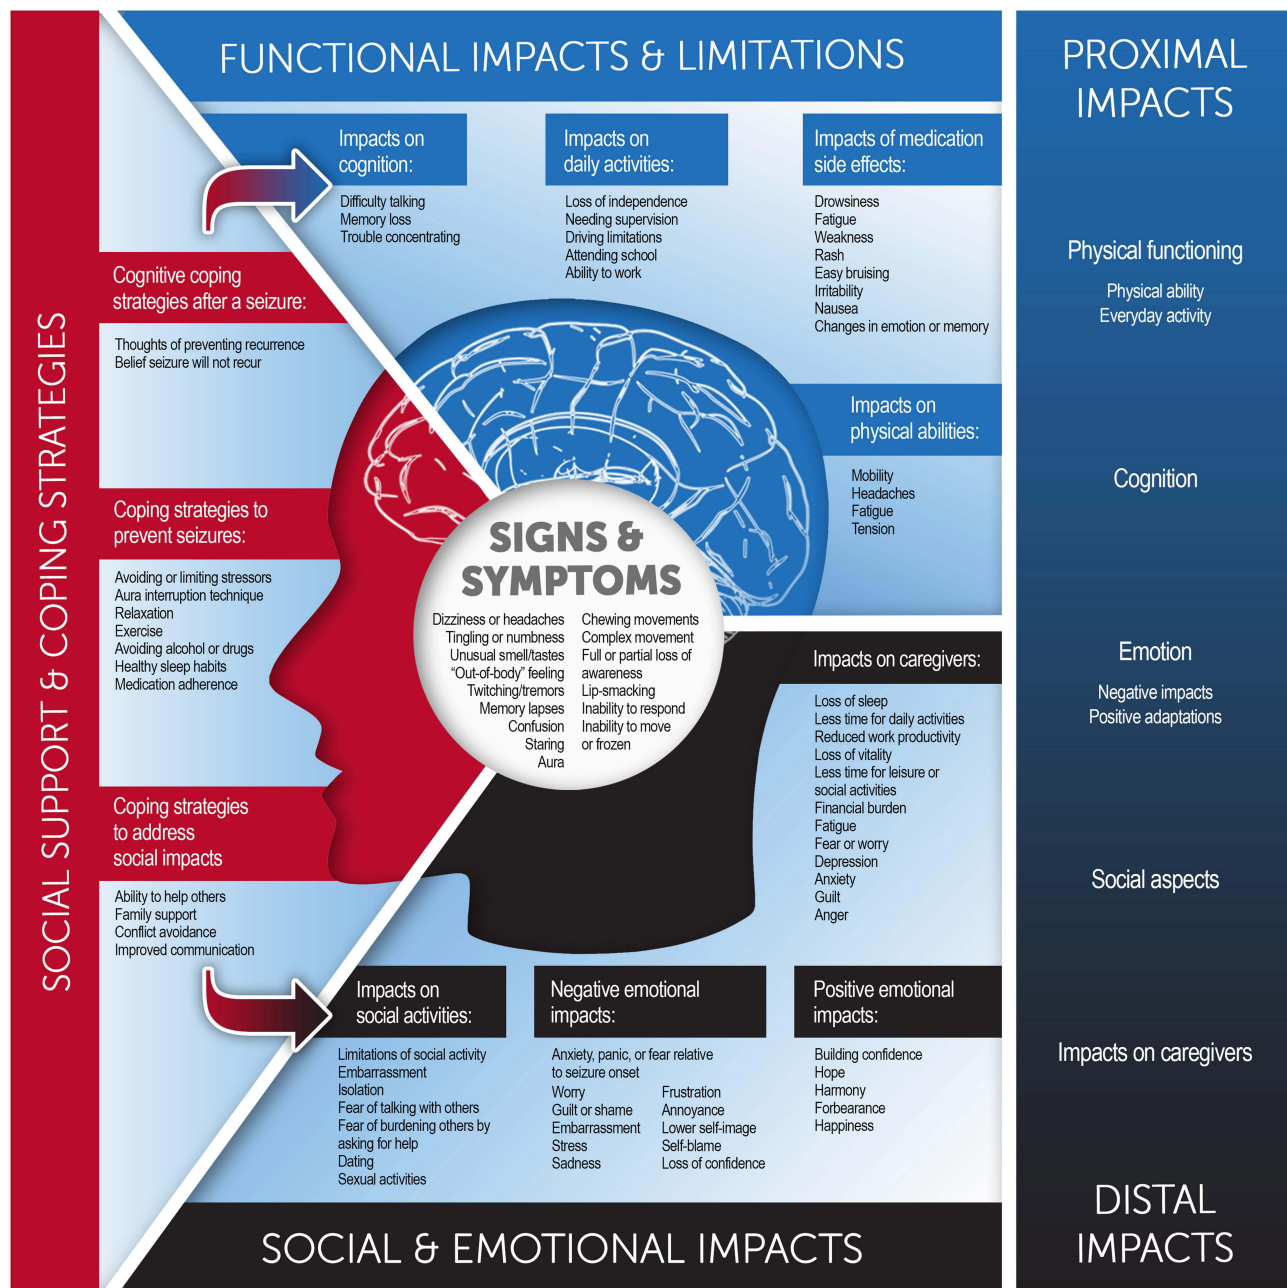 FUNCTIONAL IMPACTS & LIMITATIONS
Impacts on
cognition:
Difficulty talking
Memory loss
Trouble concentrating
Impacts on
daily activities:
Loss of independence
Needing supervision
Driving limitations
Attending school
Ability to work
Impacts of medication
side effects:
Drowsiness
Fatigue
Weakness
Rash
Easy bruising
Irritability
Nausea
Changes in emotion or memory
Impacts on
physical abilities:
Mobility
Headaches
Fatigue
Tension
SOCIAL SUPPORT & COPING STRATEGIES
Cognitive coping
strategies after a seizure:
Thoughts of preventing recurrence
Belief seizure will not recur
Coping strategies to
prevent seizures:
Avoiding or limiting stressors
Aura interruption technique
Relaxation
Exercise
Avoiding alcohol or drugs
Healthy sleep habits
Medication adherence
Coping strategies
to address
social impacts
Ability to help others
Family support
Conflict avoidance
Improved communication
SIGNS &
SYMPTOMS
Dizziness or headaches
Tingling or numbness
Unusual smell/tastes
“Out-of-body” feeling
Twitching/tremors
Memory lapses
Confusion
Staring
Aura
Chewing movements
Complex movement
Full or partial loss of
awareness
Lip-smacking
Inability to respond
Inability to move
or frozen
Impacts on caregivers:
Loss of sleep
Less time for daily activities
Reduced work productivity
Loss of vitality
Less time for leisure or
social activities
Financial burden
Fatigue
Fear or worry
Depression
Anxiety
Guilt
Anger
Impacts on
social activities:
Limitations of social activity
Embarrassment
Isolation
Fear of talking with others
Fear of burdening others by
asking for help
Dating
Sexual activities
Negative emotional
impacts:
Anxiety, panic, or fear relative
to seizure onset
Worry
Guilt or shame
Embarrassment
Stress
Sadness
Frustration
Annoyance
Lower self-image
Self-blame
Loss of confidence
Positive emotional
impacts:
Building confidence
Hope
Harmony
Forbearance
Happiness
SOCIAL & EMOTIONAL IMPACTS
PROXIMAL
IMPACTS
Physical functioning
Physical ability
Everyday activity
Cognition
Emotion
Negative impacts
Positive adaptations
Social aspects
Impacts on caregivers
DISTAL
IMPACTS